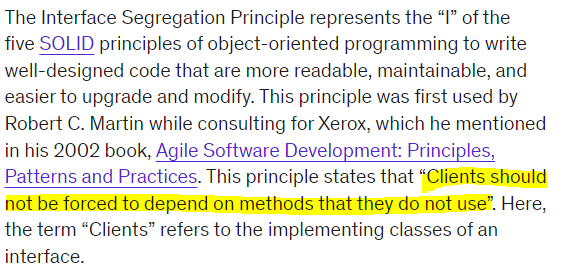 The Interface Segregation Principle represents the “I” of the
five SOLID principles of object-oriented programming to write
well-designed code that are more readable, maintainable, and
easier to upgrade and modify. This principle was first used by
Robert C. Martin while consulting for Xerox, which he mentioned
in his 2002 book, Agile Software Development: Principles,
Patterns and Practices. This principle states that “Clients should
not be forced to depend on methods that they do not use”. Here,
the term “Clients” refers to the implementing classes of an
interface.